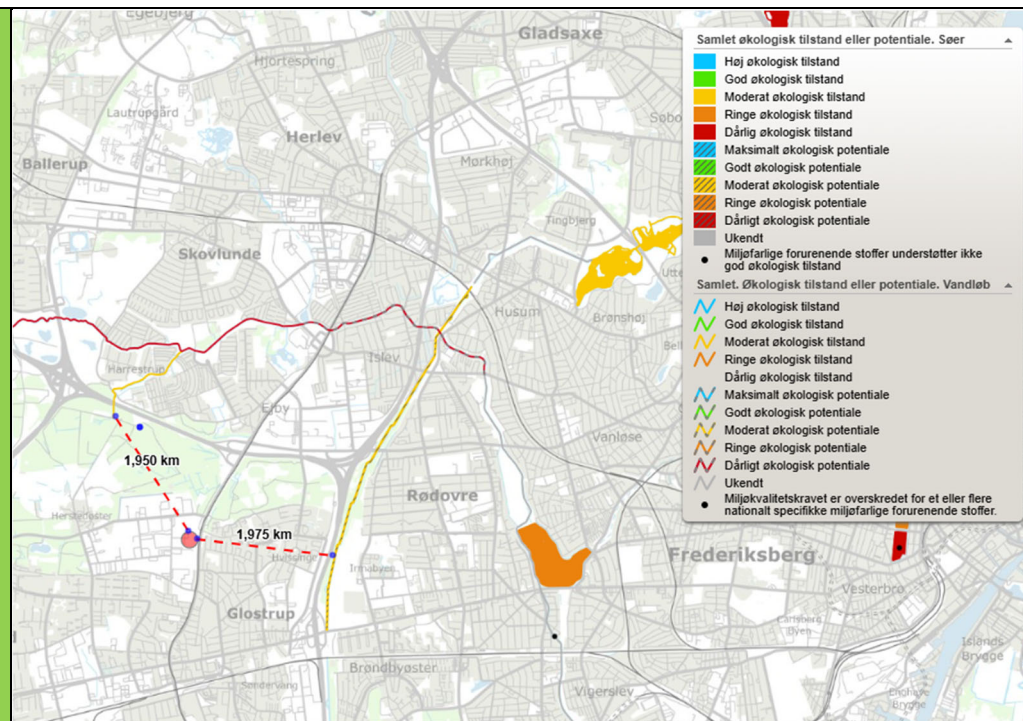 Egebjerg
Gladsaxe
Hjortespring
Lautrupgård
Herlev
Ballerup
Mørkhøj
Tingbjerg
Skovlunde
Husum
Brønshøj
Harrestrup
Islev
Ejby
Vanløse
1,950 km
Rødovre
Herstedøster
1,975 km
Hvissinge
Irmabyen
Frederiksberg
Glostrup
Vesterbro
Carlsberg
Byen
Islands
Brygge
Brøndbyøster
Søndervang
Vigerslev
Enghave
Brygge
Samlet økologisk tilstand eller potentiale. Søer
Høj økologisk tilstand
God økologisk tilstand
Moderat økologisk tilstand
Ringe økologisk tilstand
Dårlig økologisk tilstand
Maksimalt økologisk potentiale
Godt økologisk potentiale
Moderat økologisk potentiale
Ringe økologisk potentiale
Dårligt økologisk potentiale
Ukendt
Miljøfarlige forurenende stoffer understøtter ikke
god økologisk tilstand
Samlet. Økologisk tilstand eller potentiale. Vandløb
Høj økologisk tilstand
God økologisk tilstand
Moderat økologisk tilstand
Ringe økologisk tilstand
Dårlig økologisk tilstand
Maksimalt økologisk potentiale
Godt økologisk potentiale
Moderat økologisk potentiale
Ringe økologisk potentiale
Dårligt økologisk potentiale
Ukendt
Miljøkvalitetskravet er overskredet for et eller flere
nationalt specifikke miljøfarlige forurenende stoffer.